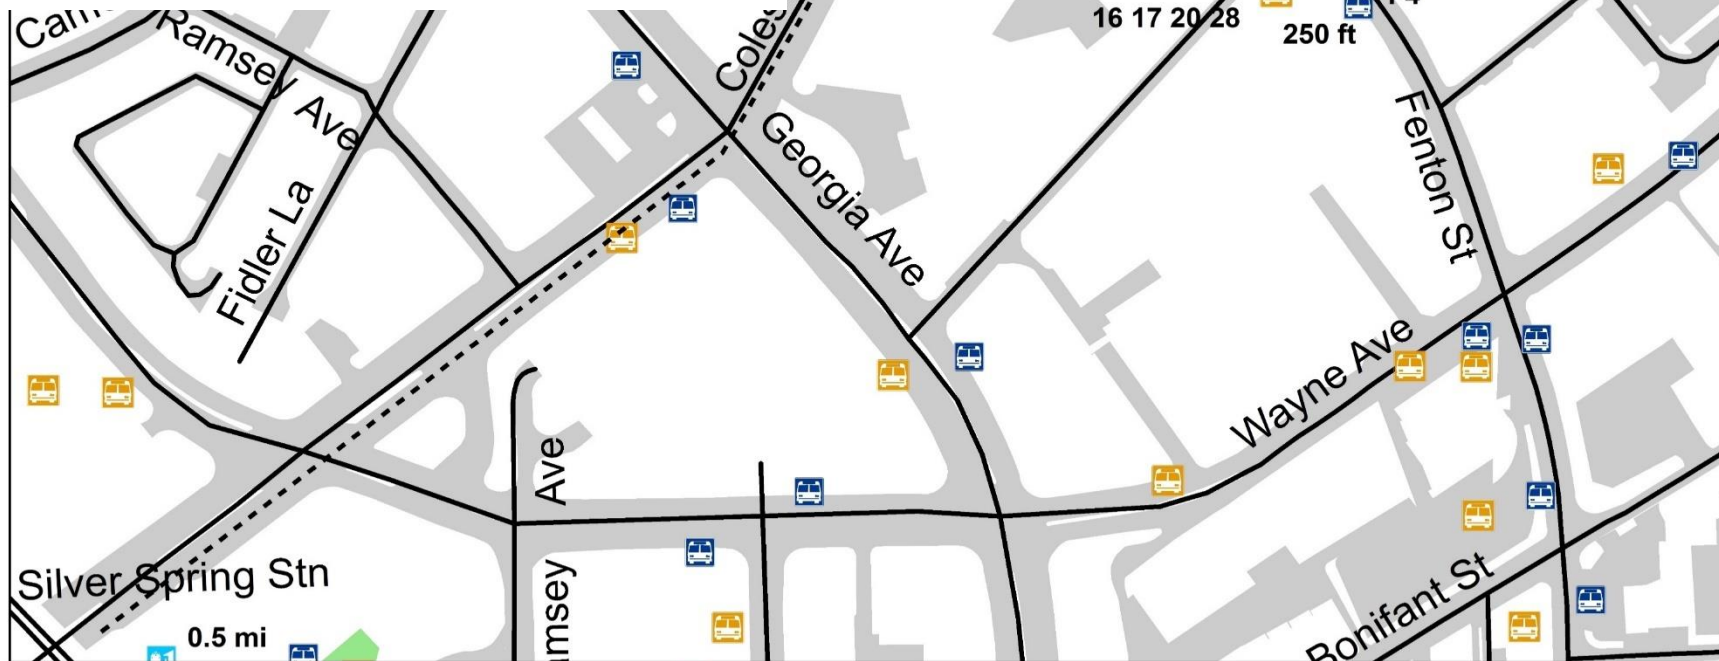 Ramsey Ave
Coles
16 17 20 28
250 ft
Georgia Ave
Fenton St
Fidler La
Wayne Ave
Ave
Silver Spring Stn
0.5 mi
Bonifant St